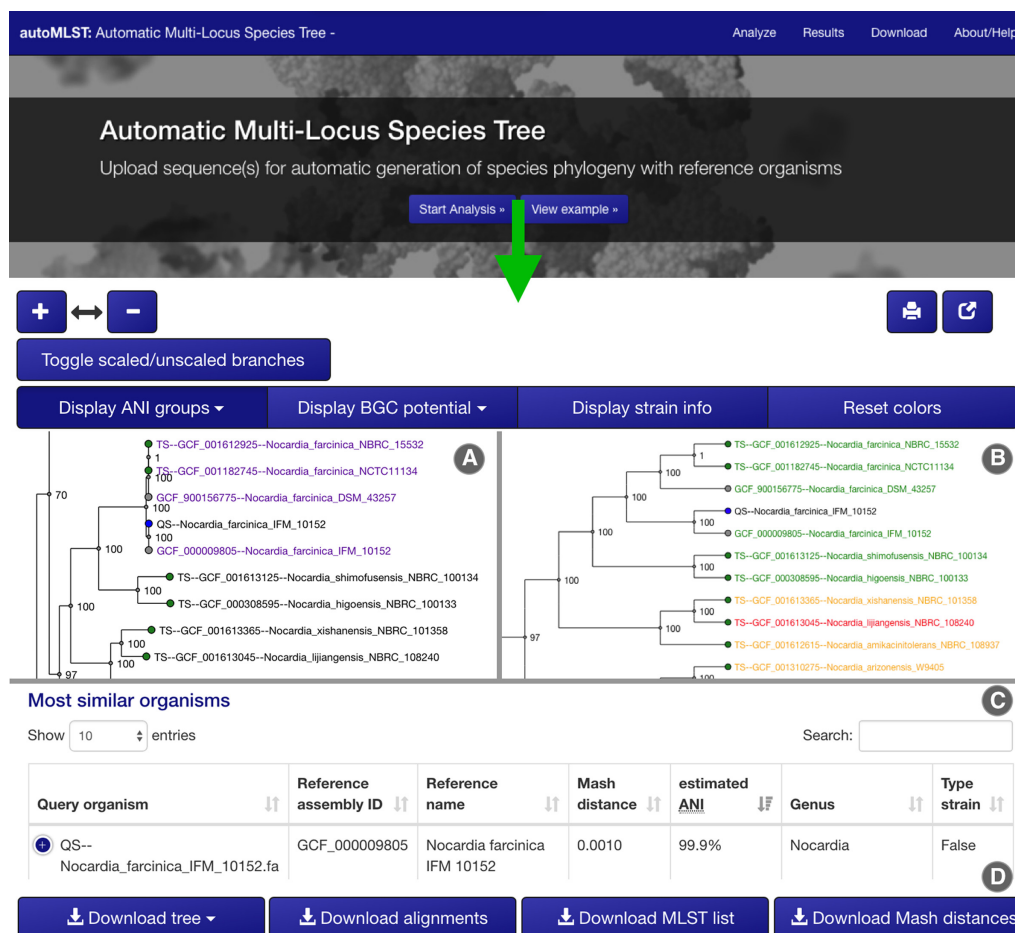 autoMLST: Automatic Multi-Locus Species Tree -
Analyze Results Download About/Help
Automatic Multi-Locus Species Tree
Upload sequence(s) for automatic generation of species phylogeny with reference organisms
Start Analysis » View example »
+ ↔ −
Toggle scaled/unscaled branches
Display ANI groups Display BGC potential Display strain info Reset colors
A
TS--GCF_001612925--Nocardia_farcinica_NBRC_15532
1
TS--GCF_001182745--Nocardia_farcinica_NCTC11134
100
70
GCF_900156775--Nocardia_farcinica_DSM_43257
100
QS--Nocardia_farcinica_IFM_10152
100
100
GCF_000009805--Nocardia_farcinica_IFM_10152
TS--GCF_001613125--Nocardia_shimofusensis_NBRC_100134
100
100
TS--GCF_000308595--Nocardia_higoensis_NBRC_100133
TS--GCF_001613365--Nocardia_xishanensis_NBRC_101358
100
TS--GCF_001613045--Nocardia_lijiangensis_NBRC_108240
100
97
B
TS--GCF_001612925--Nocardia_farcinica_NBRC_15532
1
TS--GCF_001182745--Nocardia_farcinica_NCTC11134
100
GCF_900156775--Nocardia_farcinica_DSM_43257
100
QS--Nocardia_farcinica_IFM_10152
100
GCF_000009805--Nocardia_farcinica_IFM_10152
100
TS--GCF_001613125--Nocardia_shimofusensis_NBRC_100134
100
TS--GCF_000308595--Nocardia_higoensis_NBRC_100133
100
TS--GCF_001613365--Nocardia_xishanensis_NBRC_101358
100
TS--GCF_001613045--Nocardia_lijiangensis_NBRC_108240
100
97
TS--GCF_001612615--Nocardia_amikacinitolerans_NBRC_108937
TS--GCF_001310275--Nocardia_arizonensis_W9405
100
C
Most similar organisms
Show 10 entries Search:
Query organism Reference assembly ID Reference name Mash distance estimated ANI Genus Type strain
QS--Nocardia_farcinica_IFM_10152.fa GCF_000009805 Nocardia farcinica IFM 10152 0.0010 99.9% Nocardia False
D
Download tree Download alignments Download MLST list Download Mash distances